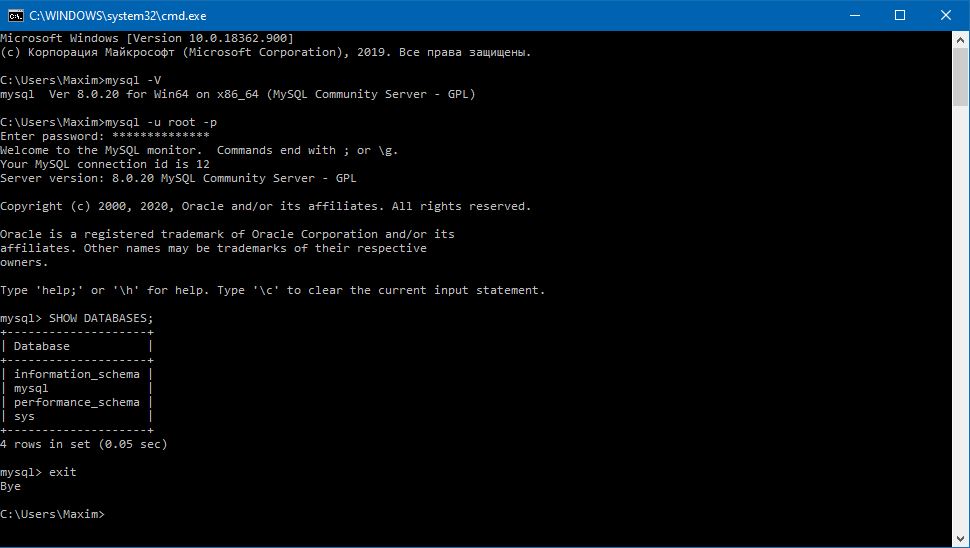 C:\WINDOWS\system32\cmd.exe
Microsoft Windows [Version 10.0.18362.900]
(c) Корпорация Майкрософт (Microsoft Corporation), 2019. Все права защищены.
C:\Users\Maxim>mysql -V
mysql  Ver 8.0.20 for Win64 on x86_64 (MySQL Community Server - GPL)
C:\Users\Maxim>mysql -u root -p
Enter password: **************
Welcome to the MySQL monitor.  Commands end with ; or \g.
Your MySQL connection id is 12
Server version: 8.0.20 MySQL Community Server - GPL
Copyright (c) 2000, 2020, Oracle and/or its affiliates. All rights reserved.
Oracle is a registered trademark of Oracle Corporation and/or its
affiliates. Other names may be trademarks of their respective
owners.
Type 'help;' or '\h' for help. Type '\c' to clear the current input statement.
mysql> SHOW DATABASES;
+--------------------+
| Database           |
+--------------------+
| information_schema |
| mysql              |
| performance_schema |
| sys                |
+--------------------+
4 rows in set (0.05 sec)
mysql> exit
Bye
C:\Users\Maxim>